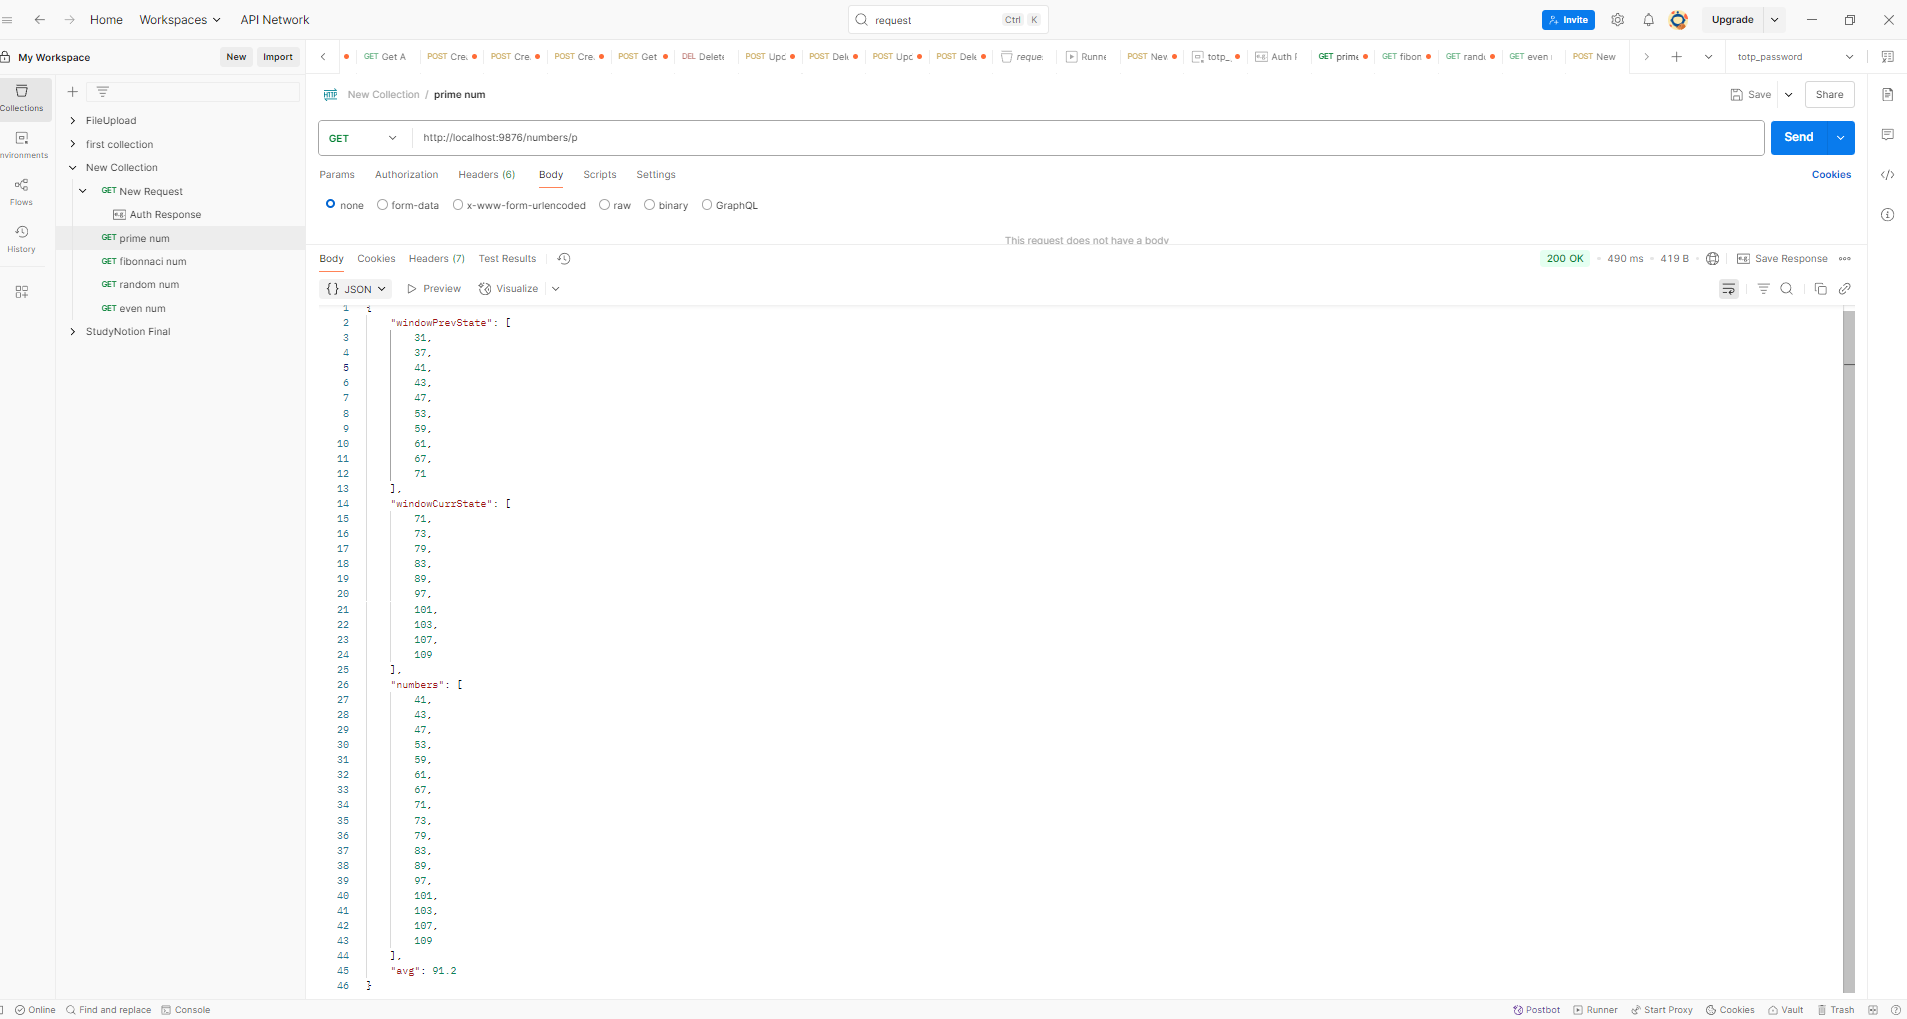 Home Workspaces API Network request Ctrl K Invite Upgrade
My Workspace New Import GET Get A POST Cre POST Cre POST Cre POST Get DEL Delete POST Upc POST Dele POST Upc POST Dele reques Runne POST Nev totp_ Auth F GET prime GET fibon GET rand GET even POST New totp_password
Collections
New Collection / prime num Save Share
FileUpload
first collection
New Collection
GET New Request
Auth Response
GET prime num
GET fibonnaci num
GET random num
GET even num
StudyNotion Final
nvironments
Flows
History
GET http://localhost:9876/numbers/p Send
Params Authorization Headers (6) Body Scripts Settings Cookies
none form-data x-www-form-urlencoded raw binary GraphQL
This request does not have a body
Body Cookies Headers (7) Test Results 200 OK 490 ms 419 B Save Response
{} JSON Preview Visualize
1 {
2 "windowPrevState": [
3 31,
4 37,
5 41,
6 43,
7 47,
8 53,
9 59,
10 61,
11 67,
12 71
13 ],
14 "windowCurrState": [
15 71,
16 73,
17 79,
18 83,
19 89,
20 97,
21 101,
22 103,
23 107,
24 109
25 ],
26 "numbers": [
27 41,
28 43,
29 47,
30 53,
31 59,
32 61,
33 67,
34 71,
35 73,
36 79,
37 83,
38 89,
39 97,
40 101,
41 103,
42 107,
43 109
44 ],
45 "avg": 91.2
46 }
Online Find and replace Console Postbot Runner Start Proxy Cookies Vault Trash